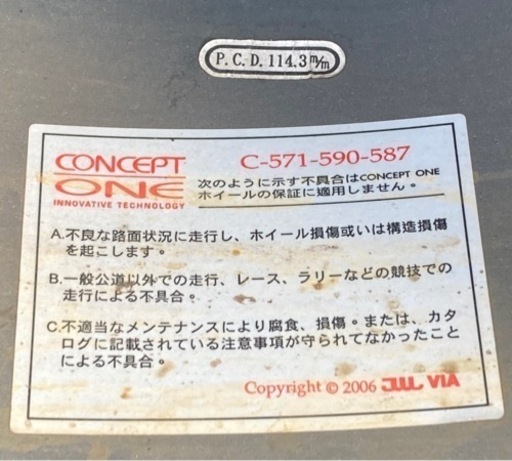 P.C.D.114.3m/m
CONCEPT
ONE
INNOVATIVE TECHNOLOGY
C-571-590-587
次のように示す不具合はCONCEPT ONE
ホイールの保証に適用しません。
A.不良な路面状況に走行し、ホイール損傷或いは構造損傷
を起こします。
B.一般公道以外での走行、レース、ラリーなどの競技での
走行による不具合。
C.不適当なメンテナンスにより腐食、損傷。または、カタ
ログに記載されている注意事項が守られてなかったこと
による不具合。
Copyright © 2006 JWL VIA